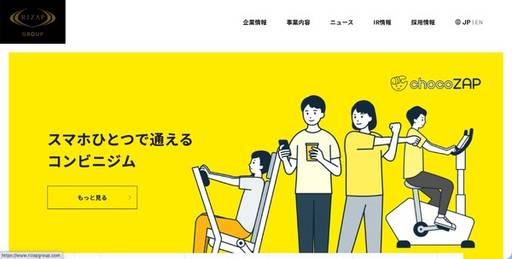 RIZAP
GROUP
企業情報 事業内容 ニュース IR情報 採用情報 JP | EN
chocoZAP
スマホひとつで通える
コンビニジム
もっと見る
https://www.rizapgroup.com